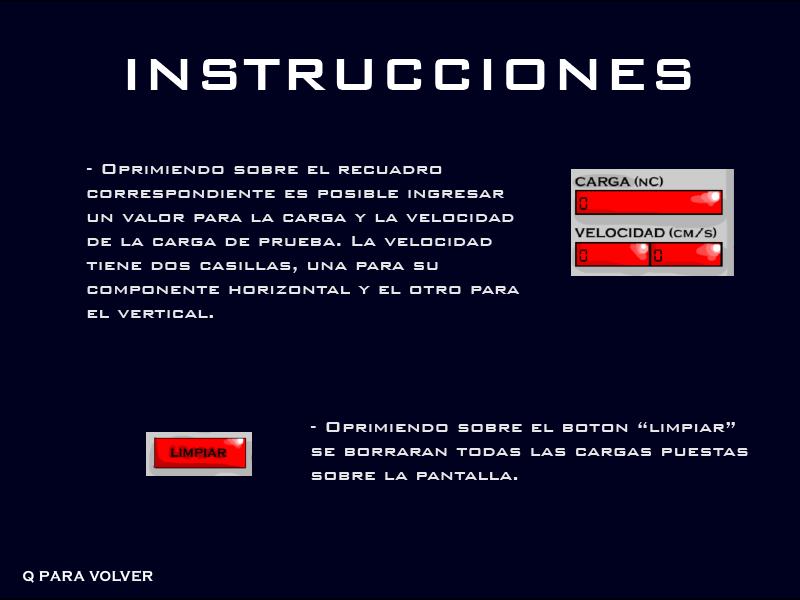 INSTRUCCIONES
- Oprimiendo sobre el recuadro
correspondiente es posible ingresar
un valor para la carga y la velocidad
de la carga de prueba. La velocidad
tiene dos casillas, una para su
componente horizontal y el otro para
el vertical.
CARGA (nC)
0
VELOCIDAD (cm/s)
0 0
- Oprimiendo sobre el boton “limpiar”
se borraran todas las cargas puestas
sobre la pantalla.
LIMPIAR
Q PARA VOLVER